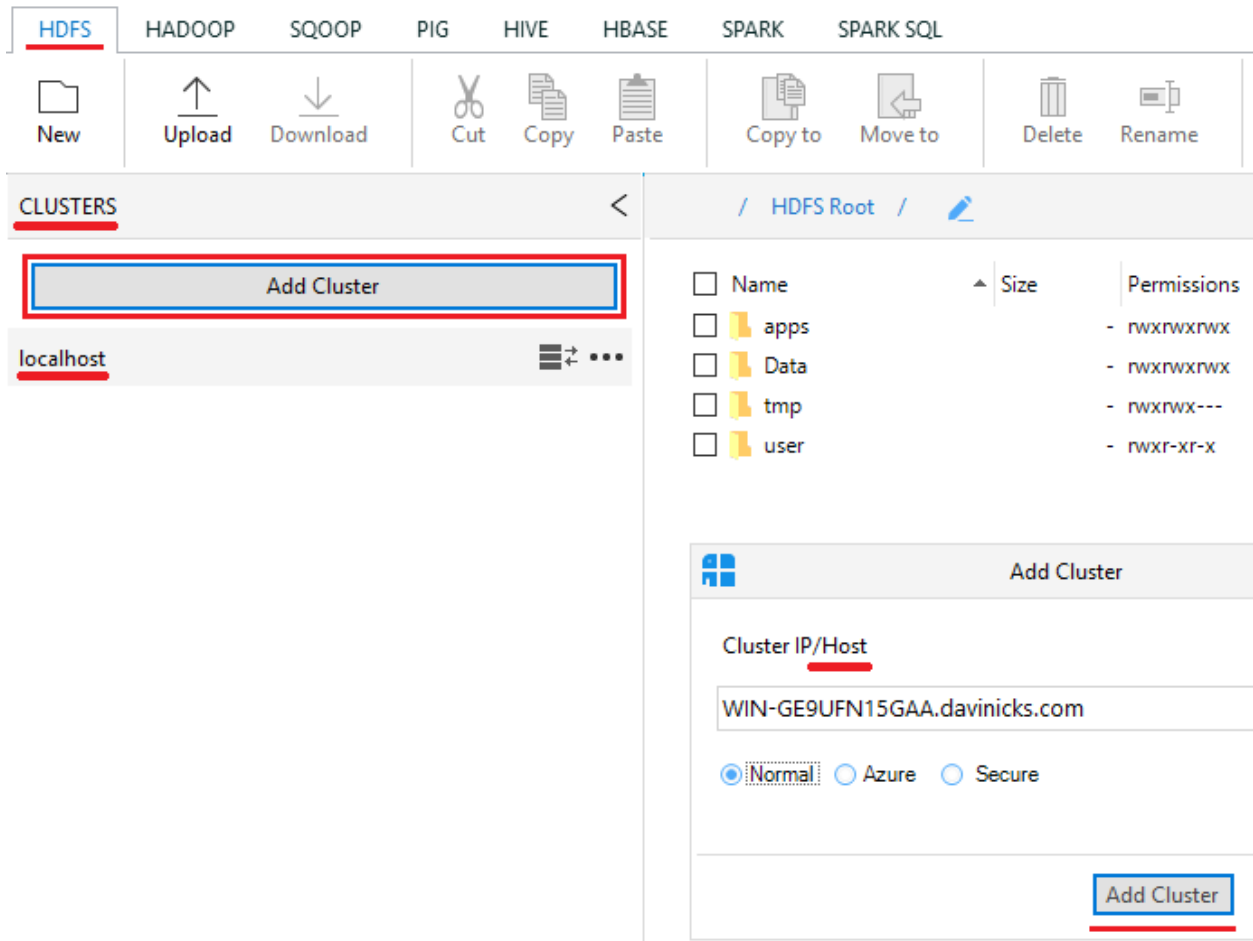 HDFS HADOOP SQOOP PIG HIVE HBASE SPARK SPARK SQL
New Upload Download Cut Copy Paste Copy to Move to Delete Rename
CLUSTERS
/ HDFS Root /
Add Cluster
Name Size Permissions
apps - rwxrwxrwx
localhost
Data - rwxrwxrwx
tmp - rwxrwx---
user - rwxr-xr-x
Add Cluster
Cluster IP/Host
WIN-GE9UFN15GAA.davinicks.com
Normal Azure Secure
Add Cluster